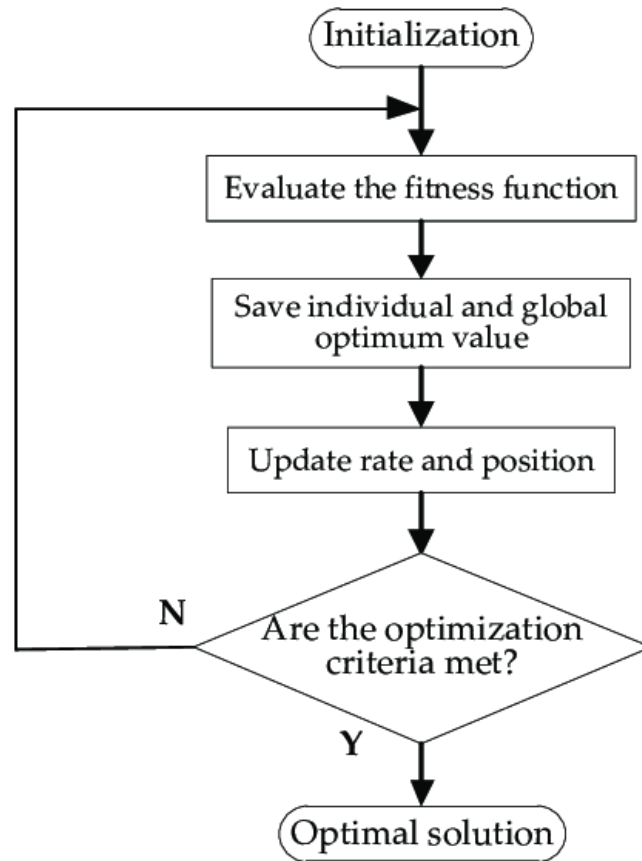 Initialization
Evaluate the fitness function
Save individual and global
optimum value
Update rate and position
N
Are the optimization
criteria met?
Y
Optimal solution